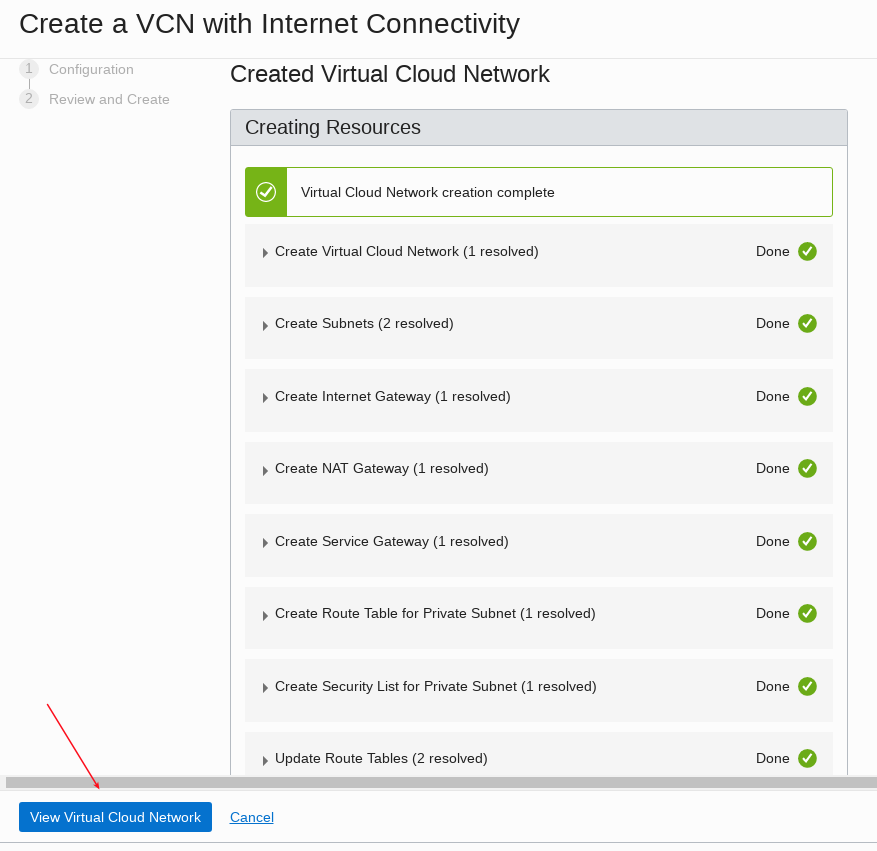 Create a VCN with Internet Connectivity
1 Configuration
2 Review and Create
Created Virtual Cloud Network
Creating Resources
Virtual Cloud Network creation complete
Create Virtual Cloud Network (1 resolved) Done
Create Subnets (2 resolved) Done
Create Internet Gateway (1 resolved) Done
Create NAT Gateway (1 resolved) Done
Create Service Gateway (1 resolved) Done
Create Route Table for Private Subnet (1 resolved) Done
Create Security List for Private Subnet (1 resolved) Done
Update Route Tables (2 resolved) Done
View Virtual Cloud Network Cancel